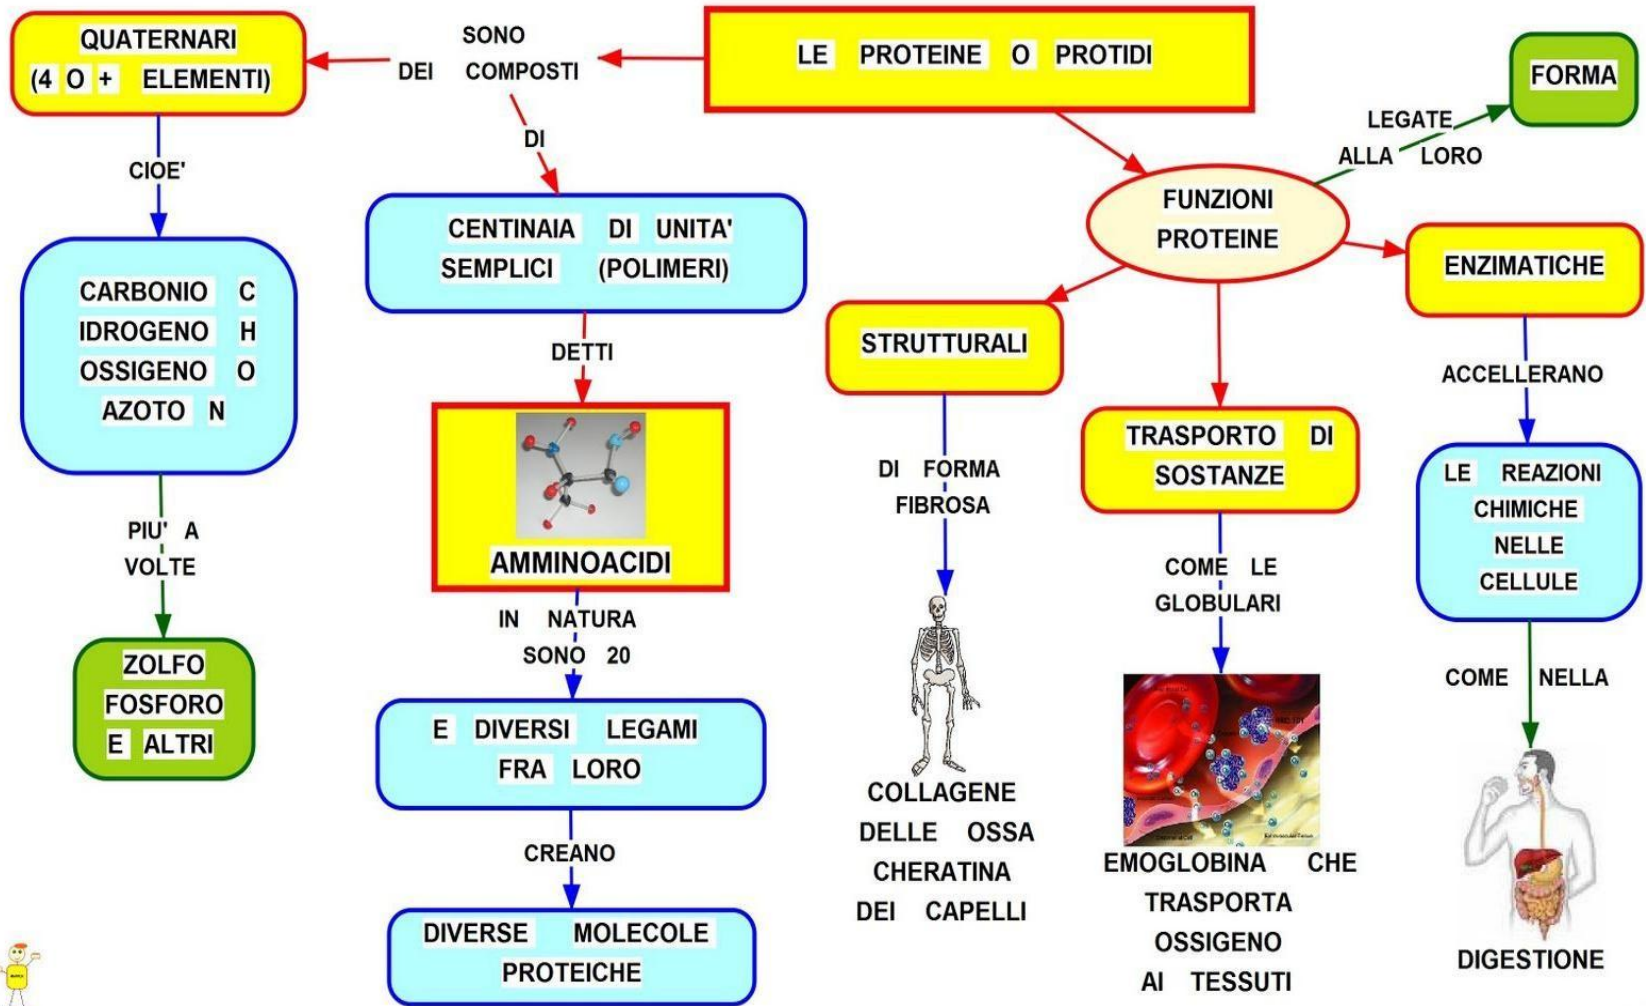 LE PROTEINE O PROTIDI
SONO
DEI COMPOSTI
QUATERNARI
(4 O + ELEMENTI)
CIOE'
CARBONIO C
IDROGENO H
OSSIGENO O
AZOTO N
PIU' A
VOLTE
ZOLFO
FOSFORO
E ALTRI
DI
CENTINAIA DI UNITA'
SEMPLICI (POLIMERI)
DETTI
AMMINOACIDI
IN NATURA
SONO 20
E DIVERSI LEGAMI
FRA LORO
CREANO
DIVERSE MOLECOLE
PROTEICHE
FUNZIONI
PROTEINE
LEGATE
ALLA LORO
FORMA
STRUTTURALI
DI FORMA
FIBROSA
COLLAGENE
DELLE OSSA
CHERATINA
DEI CAPELLI
TRASPORTO DI
SOSTANZE
COME LE
GLOBULARI
EMOGLOBINA CHE
TRASPORTA
OSSIGENO
AI TESSUTI
ENZIMATICHE
ACCELLERANO
LE REAZIONI
CHIMICHE
NELLE
CELLULE
COME NELLA
DIGESTIONE